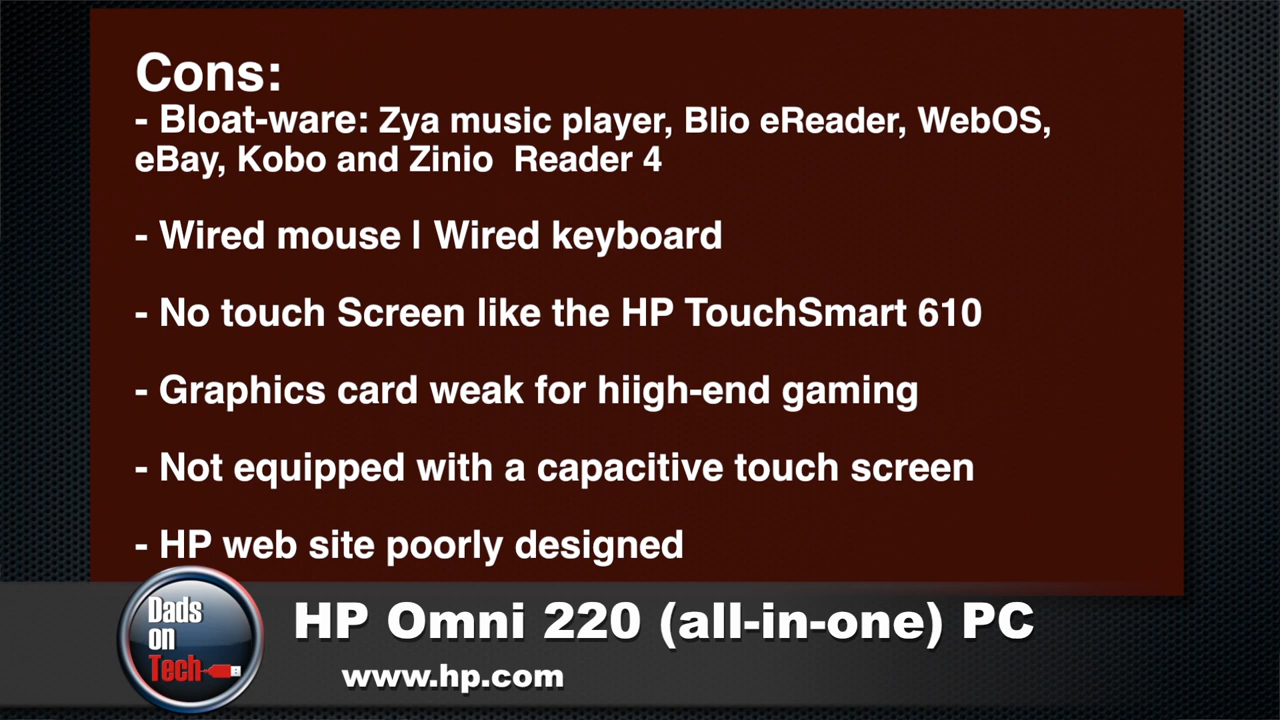 Cons:
- Bloat-ware: Zya music player, Blio eReader, WebOS,
eBay, Kobo and Zinio  Reader 4
- Wired mouse | Wired keyboard
- No touch Screen like the HP TouchSmart 610
- Graphics card weak for hiigh-end gaming
- Not equipped with a capacitive touch screen
- HP web site poorly designed
Dads
on
Tech
HP Omni 220 (all-in-one) PC
www.hp.com